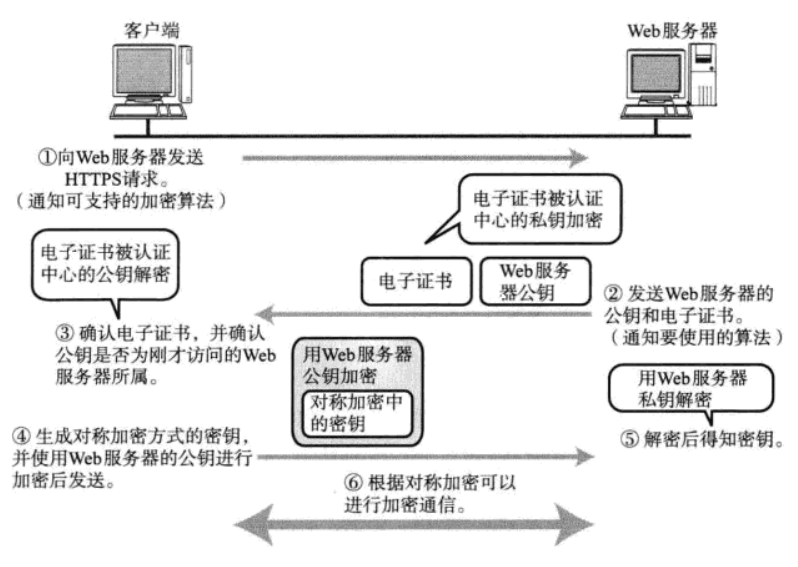 客户端
Web服务器
①向Web服务器发送
HTTPS请求。
（通知可支持的加密算法）
电子证书被认证
中心的私钥加密
电子证书被认证
中心的公钥解密
电子证书
Web服务
器公钥
② 发送Web服务器的
公钥和电子证书。
（通知要使用的算法）
③ 确认电子证书，并确认
公钥是否为刚才访问的Web
服务器所属。
用Web服务器
公钥加密
对称加密中
的密钥
用Web服务器
私钥解密
④ 生成对称加密方式的密钥，
并使用Web服务器的公钥进行
加密后发送。
⑤ 解密后得知密钥。
⑥ 根据对称加密可以
进行加密通信。